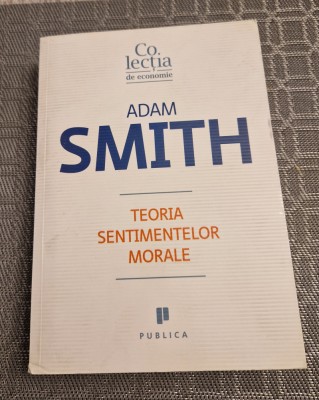 Co.
lecția
de economie
ADAM
SMITH
TEORIA
SENTIMENTELOR
MORALE
PUBLICA